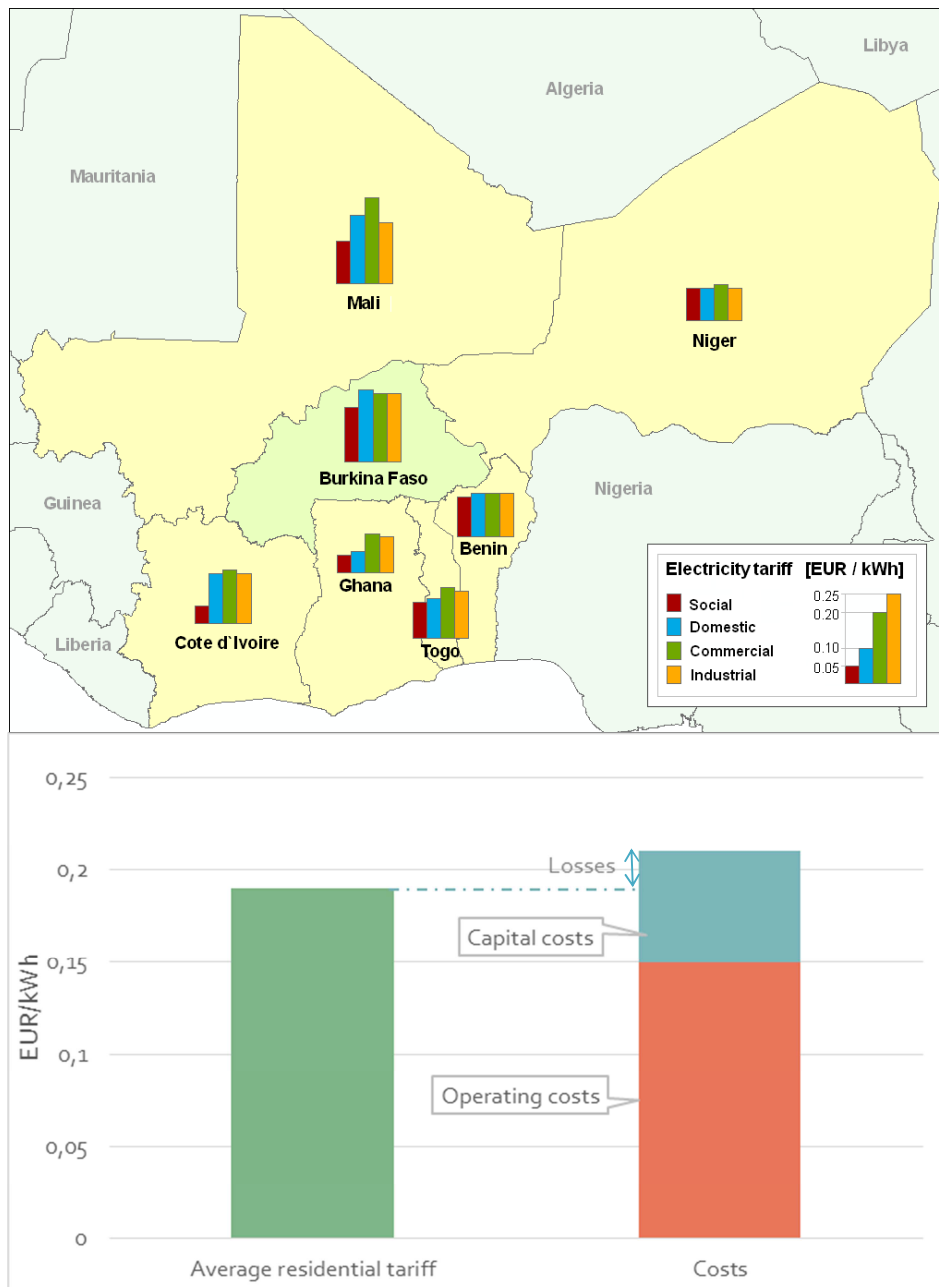 Libya
Algeria
Mauritania
Mali
Niger
Burkina Faso
Guinea
Nigeria
Benin
Ghana
Cote d`Ivoire
Togo
Liberia
Electricity tariff [EUR / kWh]
Social
Domestic
Commercial
Industrial
0.25
0.20
0.10
0.05
0,25
0,2
0,15
0,1
0,05
0
EUR/kWh
Losses
Capital costs
Operating costs
Average residential tariff
Costs